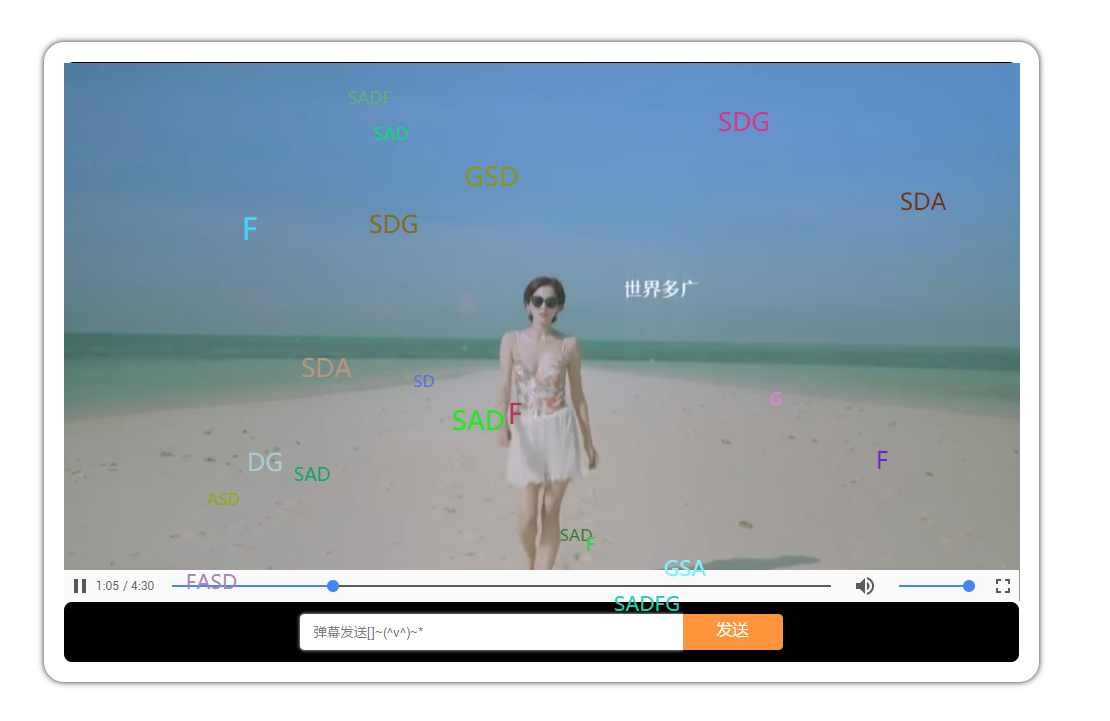 SADF
SDG
SAD
GSD
SDA
SDG
F
世界多广
SDA
SD
G
SAD
F
DG
F
SAD
ASD
SAD
F
GSA
1:05 / 4:30
FASD
SADFG
弹幕发送[]~(^v^)~*
发送